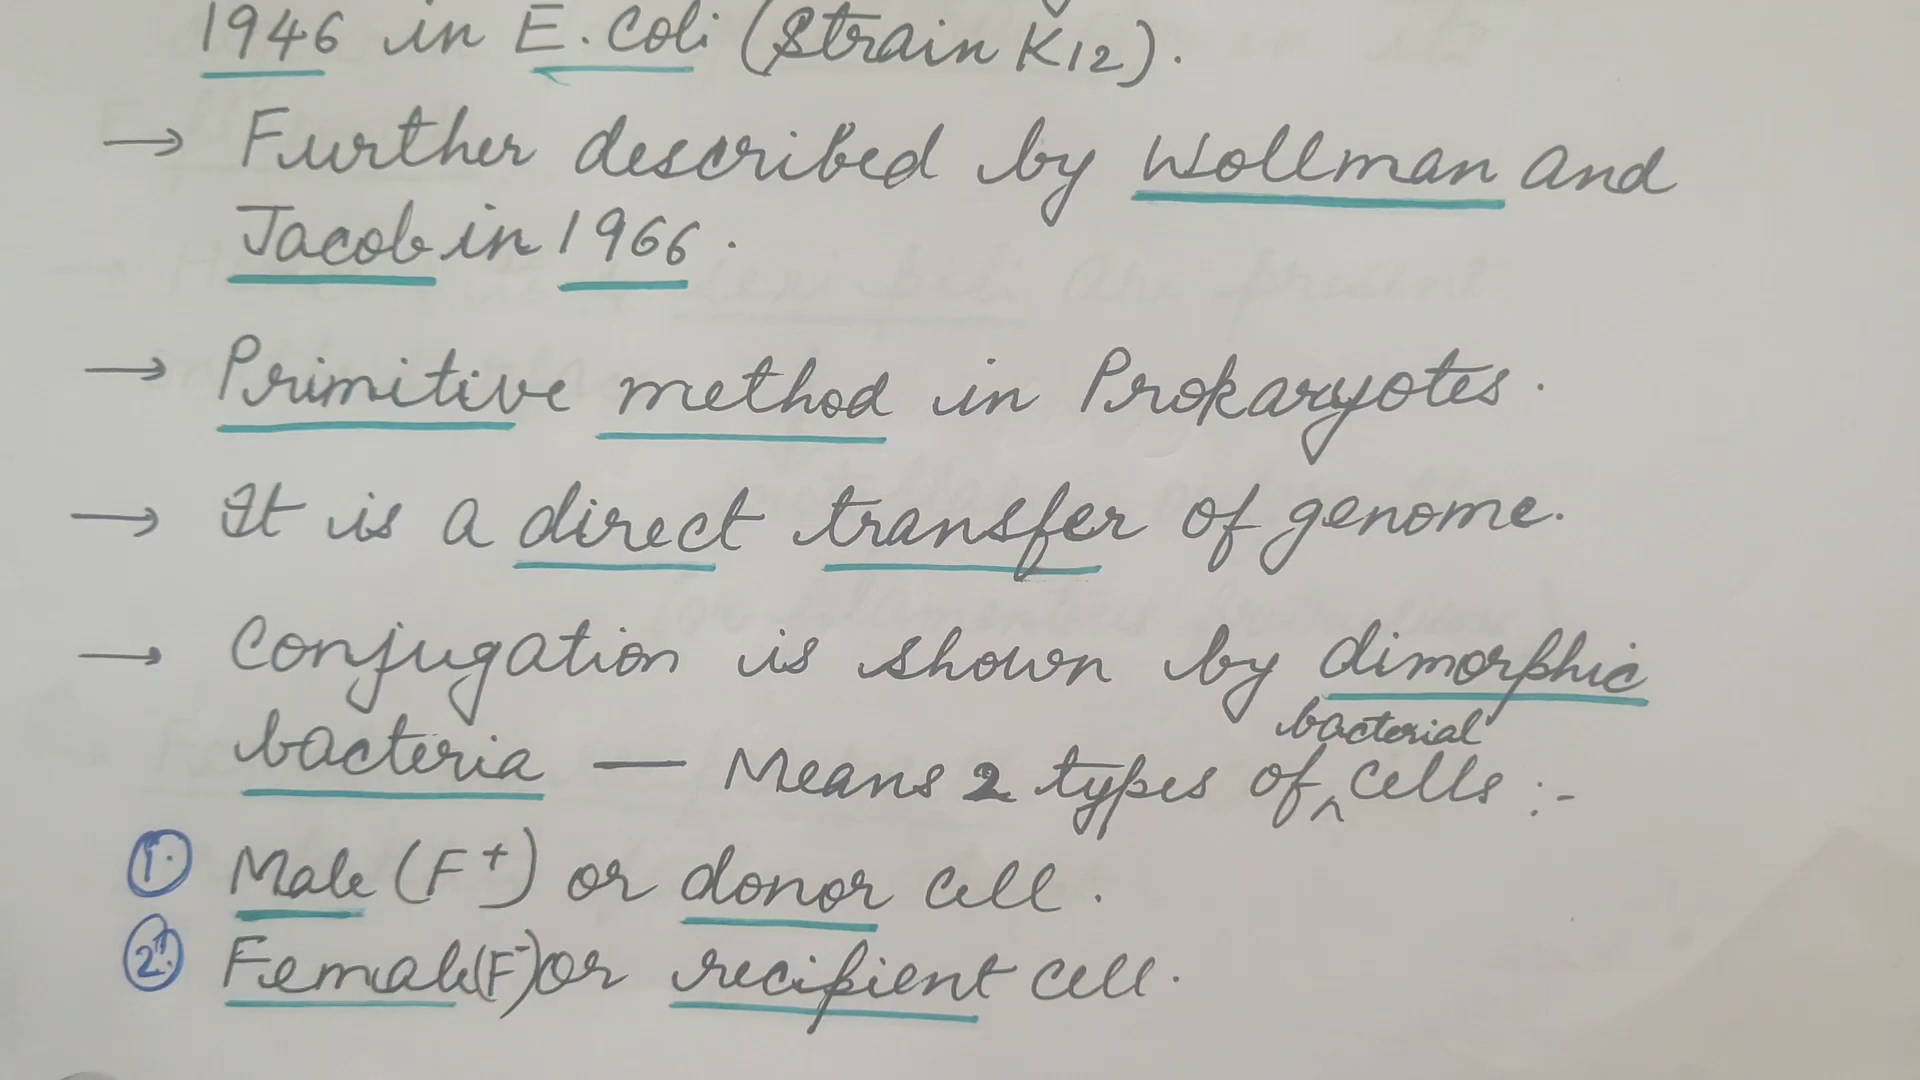 1946 in E. Coli (Strain K12).
→ Further described by Wollman and
Jacob in 1966.
→ Primitive method in Prokaryotes.
→ It is a direct transfer of genome.
→ Conjugation is shown by dimorphic
bacterial
bacteria — Means 2 types of ^ cells :-
1. Male (F+) or donor cell.
2. Female (F-) or recipient cell.